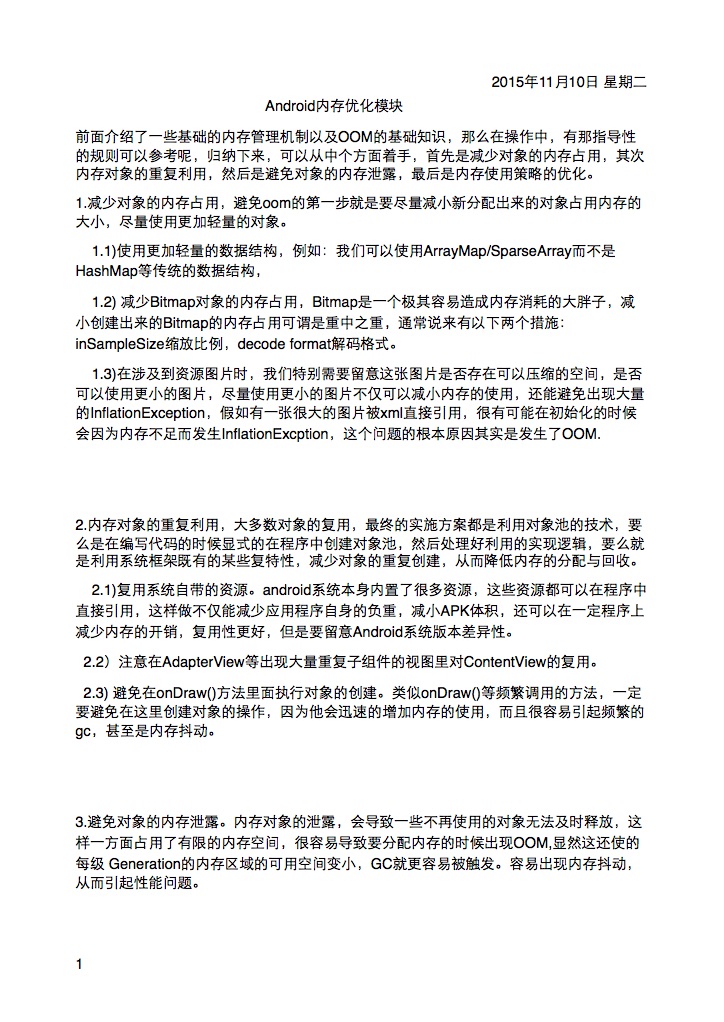 2015年11月10日 星期二
Android内存优化模块
前面介绍了一些基础的内存管理机制以及OOM的基础知识，那么在操作中，有那指导性
的规则可以参考呢，归纳下来，可以从中个方面着手，首先是减少对象的内存占用，其次
内存对象的重复利用，然后是避免对象的内存泄露，最后是内存使用策略的优化。
1.减少对象的内存占用，避免oom的第一步就是要尽量减小新分配出来的对象占用内存的
大小，尽量使用更加轻量的对象。
1.1)使用更加轻量的数据结构，例如：我们可以使用ArrayMap/SparseArray而不是
HashMap等传统的数据结构，
1.2) 减少Bitmap对象的内存占用，Bitmap是一个极其容易造成内存消耗的大胖子，减
小创建出来的Bitmap的内存占用可谓是重中之重，通常说来有以下两个措施：
inSampleSize缩放比例，decode format解码格式。
1.3)在涉及到资源图片时，我们特别需要留意这张图片是否存在可以压缩的空间，是否
可以使用更小的图片，尽量使用更小的图片不仅可以减小内存的使用，还能避免出现大量
的InflationException，假如有一张很大的图片被xml直接引用，很有可能在初始化的时候
会因为内存不足而发生InflationExcption，这个问题的根本原因其实是发生了OOM.
2.内存对象的重复利用，大多数对象的复用，最终的实施方案都是利用对象池的技术，要
么是在编写代码的时候显式的在程序中创建对象池，然后处理好利用的实现逻辑，要么就
是利用系统框架既有的某些复特性，减少对象的重复创建，从而降低内存的分配与回收。
2.1)复用系统自带的资源。android系统本身内置了很多资源，这些资源都可以在程序中
直接引用，这样做不仅能减少应用程序自身的负重，减小APK体积，还可以在一定程序上
减少内存的开销，复用性更好，但是要留意Android系统版本差异性。
2.2）注意在AdapterView等出现大量重复子组件的视图里对ContentView的复用。
2.3) 避免在onDraw()方法里面执行对象的创建。类似onDraw()等频繁调用的方法，一定
要避免在这里创建对象的操作，因为他会迅速的增加内存的使用，而且很容易引起频繁的
gc，甚至是内存抖动。
3.避免对象的内存泄露。内存对象的泄露，会导致一些不再使用的对象无法及时释放，这
样一方面占用了有限的内存空间，很容易导致要分配内存的时候出现OOM,显然这还使的
每级 Generation的内存区域的可用空间变小，GC就更容易被触发。容易出现内存抖动，
从而引起性能问题。
1